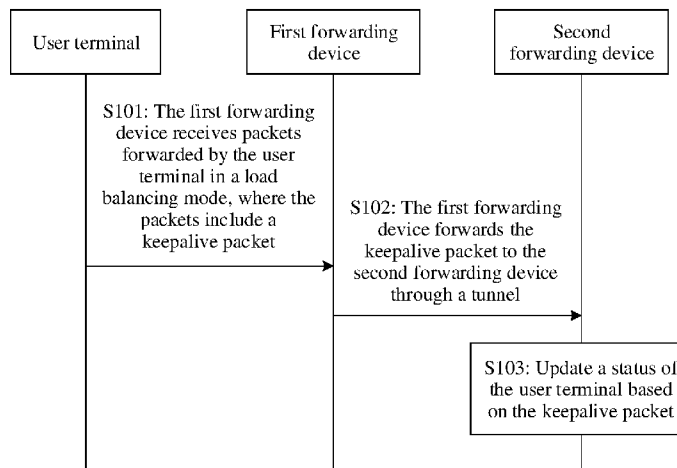 User terminal
First forwarding
device
Second
forwarding device
S101: The first forwarding
device receives packets
forwarded by the user
terminal in a load
balancing mode, where the
packets include a
keepalive packet
S102: The first forwarding
device forwards the
keepalive packet to the
second forwarding device
through a tunnel
S103: Update a status of
the user terminal based
on the keepalive packet